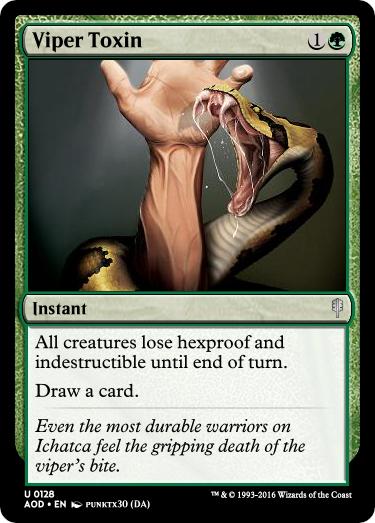 Viper Toxin 1
Instant
All creatures lose hexproof and
indestructible until end of turn.
Draw a card.
Even the most durable warriors on
Ichatca feel the gripping death of the
viper's bite.
U 0128
AOD • EN PUNKTX30 (DA)
™ & © 1993-2016 Wizards of the Coast